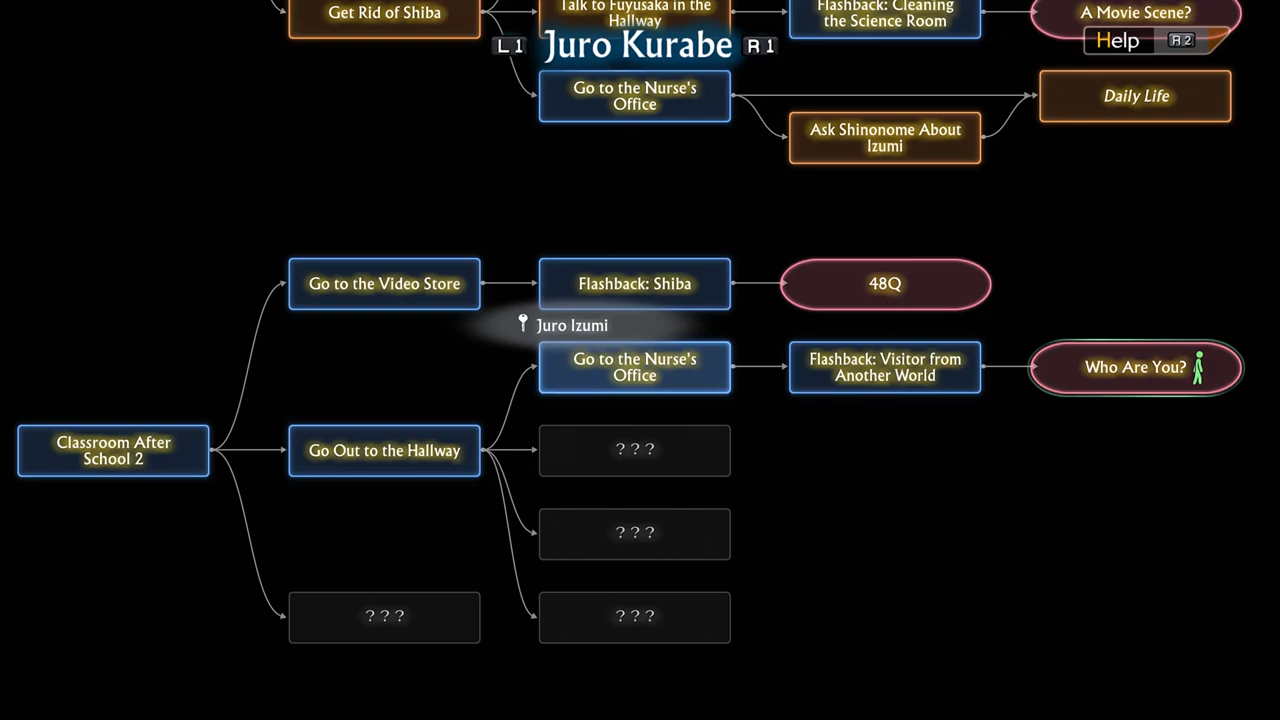 Get Rid of Shiba
Talk to Fuyusaka in the
Hallway
Flashback: Cleaning
the Science Room
A Movie Scene?
L1 Juro Kurabe R1
Help R2
Go to the Nurse's
Office
Daily Life
Ask Shinonome About
Izumi
Go to the Video Store
Flashback: Shiba
48Q
Juro Izumi
Go to the Nurse's
Office
Flashback: Visitor from
Another World
Who Are You?
Classroom After
School 2
Go Out to the Hallway
? ? ?
? ? ?
? ? ?
? ? ?